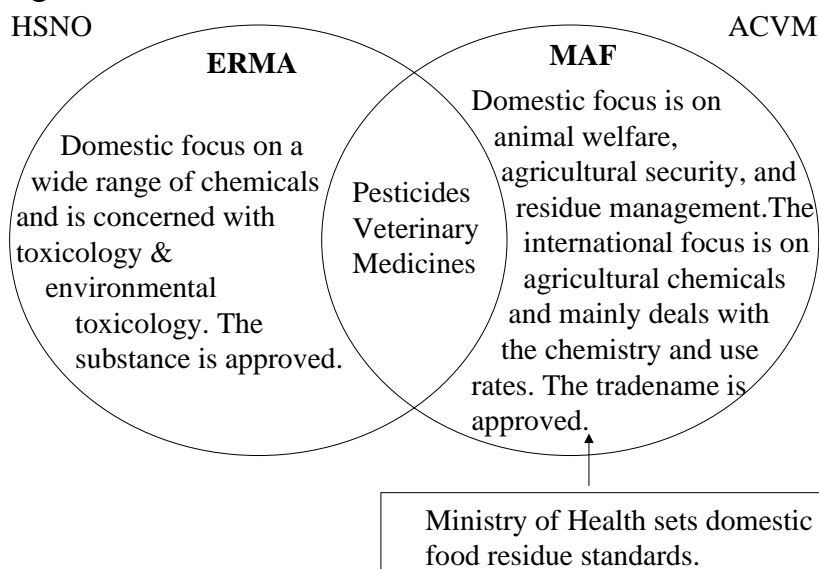 HSNO
ACVM
ERMA
Domestic focus on a
wide range of chemicals
and is concerned with
toxicology &
environmental
toxicology. The
substance is approved.
Pesticides
Veterinary
Medicines
MAF
Domestic focus is on
animal welfare,
agricultural security, and
residue management.The
international focus is on
agricultural chemicals
and mainly deals with
the chemistry and use
rates. The tradename is
approved.
Ministry of Health sets domestic
food residue standards.